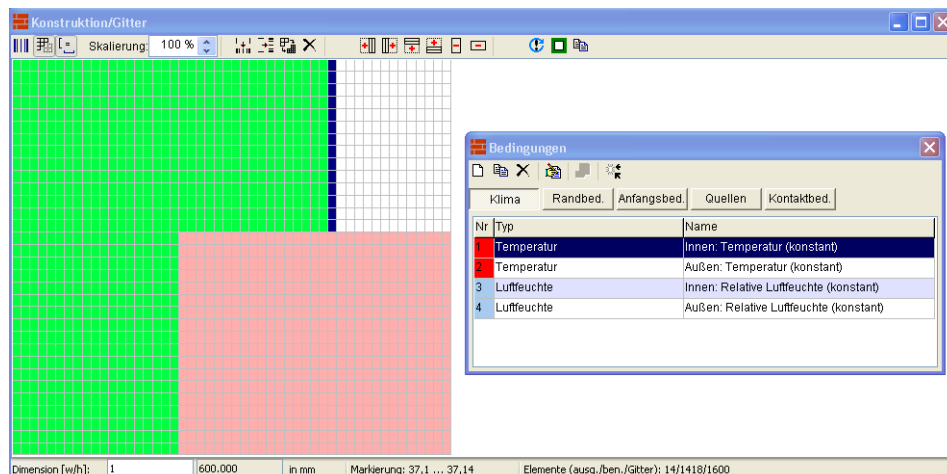 Konstruktion/Gitter
Skalierung: 100 %
Bedingungen
Klima Randbed. Anfangsbed. Quellen Kontaktbed.
Nr Typ Name
1 Temperatur Innen: Temperatur (konstant)
2 Temperatur Außen: Temperatur (konstant)
3 Luftfeuchte Innen: Relative Luftfeuchte (konstant)
4 Luftfeuchte Außen: Relative Luftfeuchte (konstant)
Dimension [w/h]: 1 600.000 in mm Markierung: 37,1 ... 37,14 Elemente (ausg./ben./Gitter): 14/1418/1600